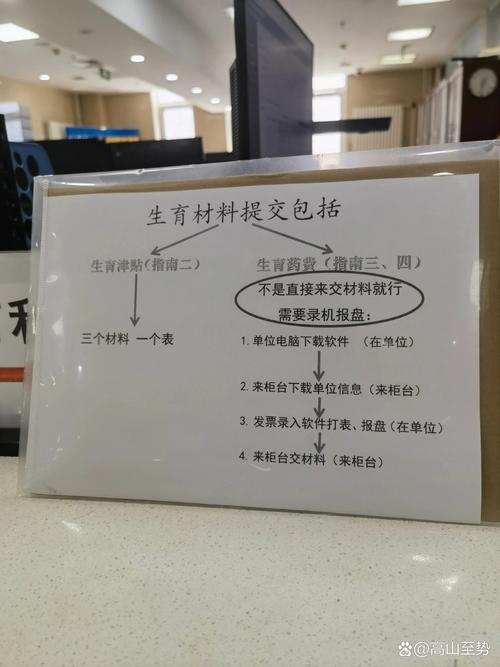 生育材料提交包括
生育津贴(指南二)
生育药费(指南三、四)
不是直接来交材料就行
需要录机报盘：
三个材料 一个表
1. 单位电脑下载软件 (在单位)
2. 来柜台下载单位信息(来柜台)
3. 发票录入软件打表、报盘(在单位)
4. 来柜台交材料(来柜台)
Bai百科@高山至势